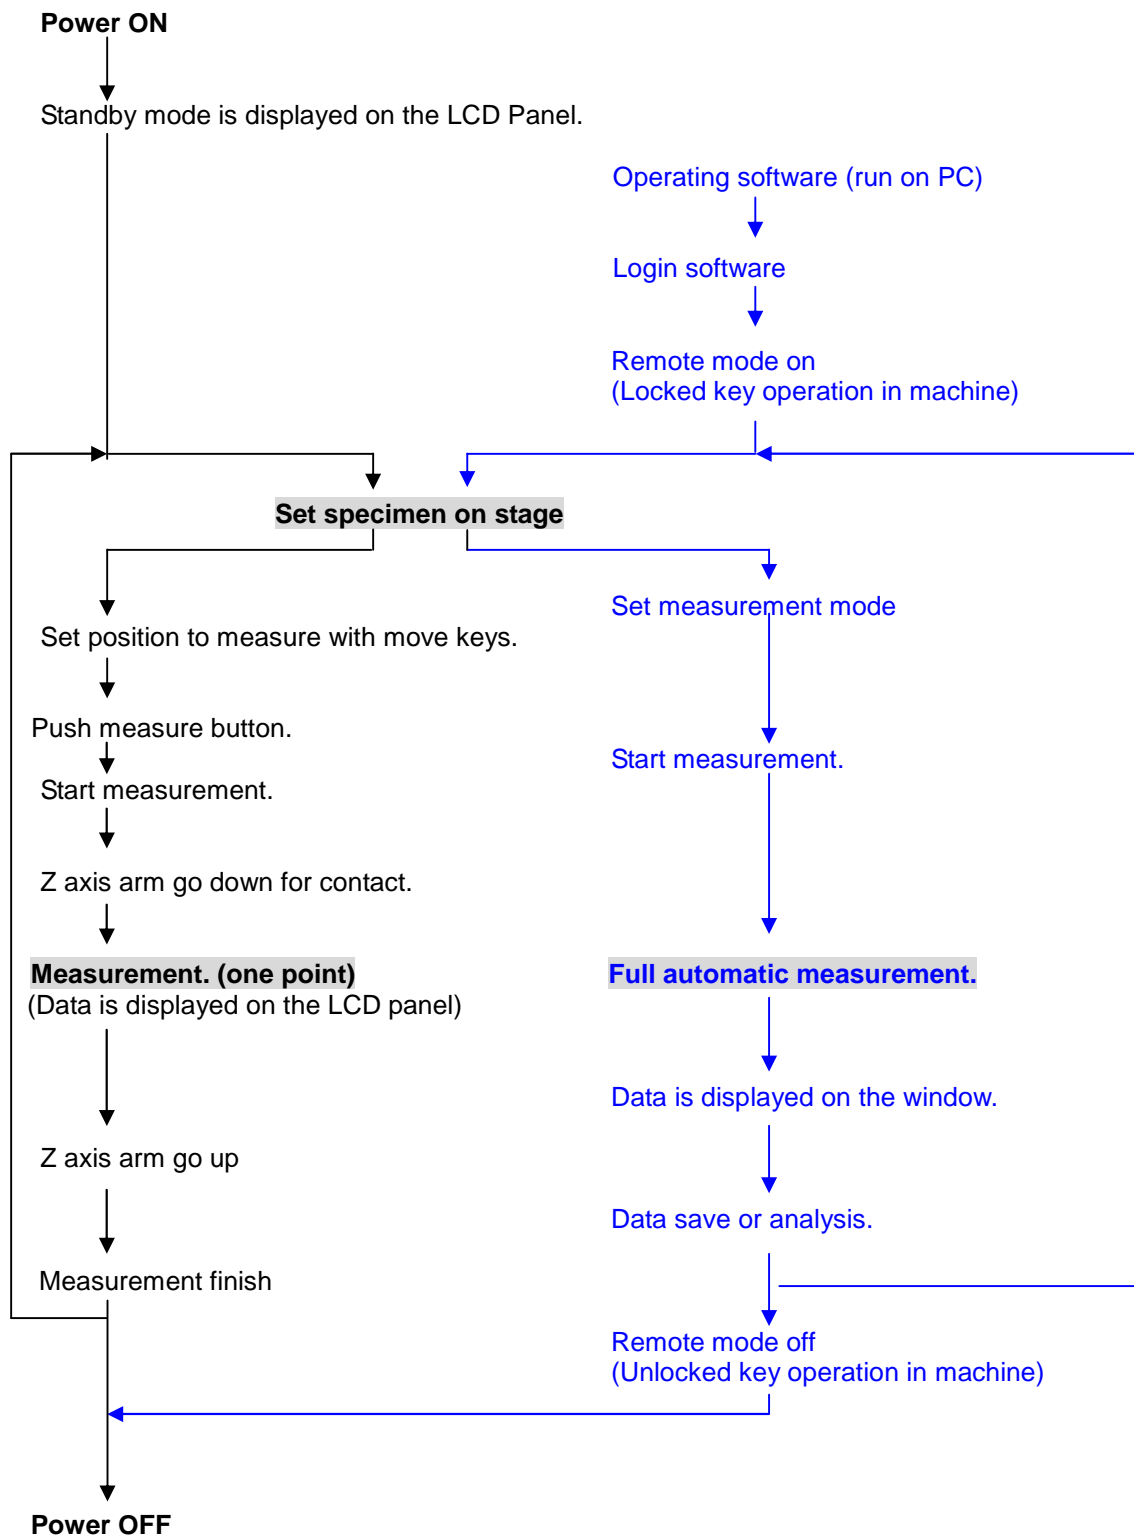 Power ON
Standby mode is displayed on the LCD Panel.
Operating software (run on PC)
Login software
Remote mode on
(Locked key operation in machine)
Set specimen on stage
Set measurement mode
Set position to measure with move keys.
Push measure button.
Start measurement.
Start measurement.
Z axis arm go down for contact.
Measurement. (one point)
(Data is displayed on the LCD panel)
Full automatic measurement.
Data is displayed on the window.
Z axis arm go up
Data save or analysis.
Measurement finish
Remote mode off
(Unlocked key operation in machine)
Power OFF